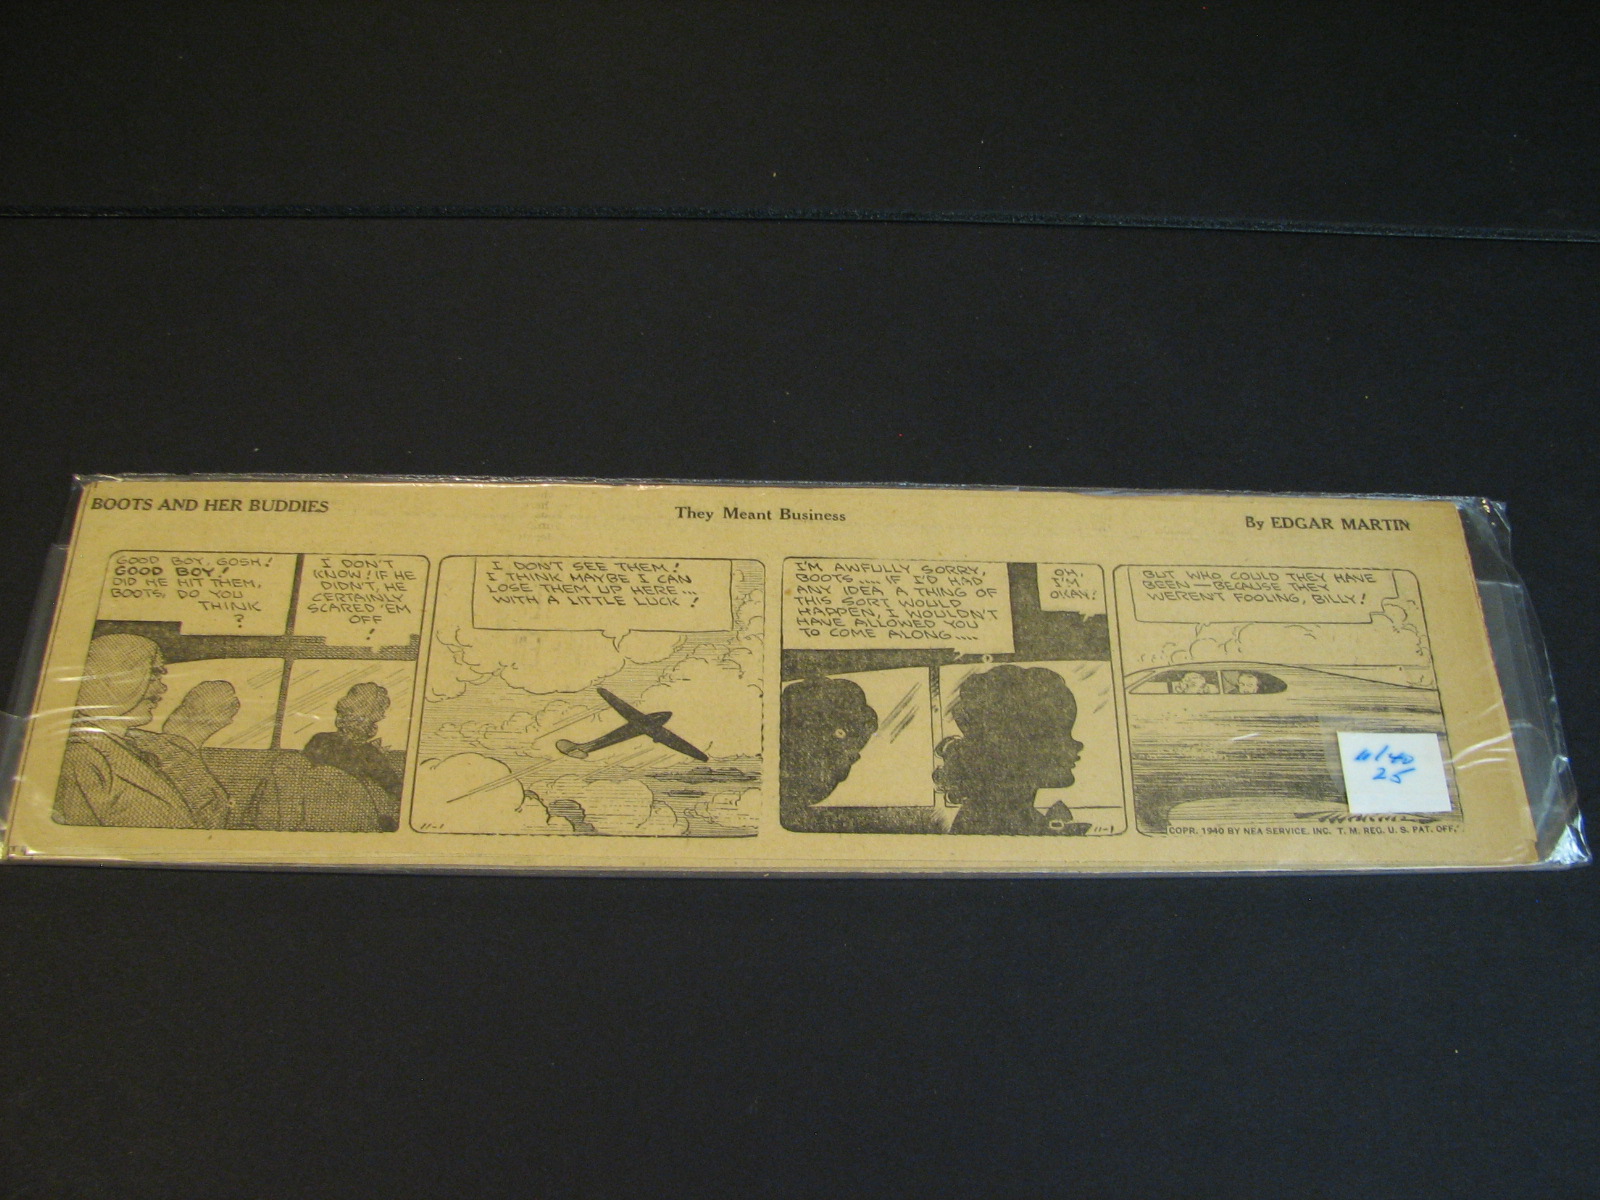 BOOTS AND HER BUDDIES
They Meant Business
By EDGAR MARTIN
GOOD BOY, GOSH!
GOOD BOY!
DID HE HIT THEM,
BOOTS, DO YOU
THINK
?
I DON'T
KNOW! IF HE
DIDN'T, HE
CERTAINLY
SCARED 'EM
OFF
!
I DON'T SEE THEM!
I THINK MAYBE I CAN
LOSE THEM UP HERE...
WITH A LITTLE LUCK!
11-1
I'M AWFULLY SORRY,
BOOTS.... IF I'D HAD
ANY IDEA A THING OF
THIS SORT WOULD
HAPPEN, I WOULDN'T
HAVE ALLOWED YOU
TO COME ALONG....
OH,
I'M
OKAY!
11-1
BUT WHO COULD THEY HAVE
BEEN—BECAUSE THEY
WEREN'T FOOLING, BILLY!
11/40
25
COPR. 1940 BY NEA SERVICE, INC. T. M. REG. U. S. PAT. OFF.